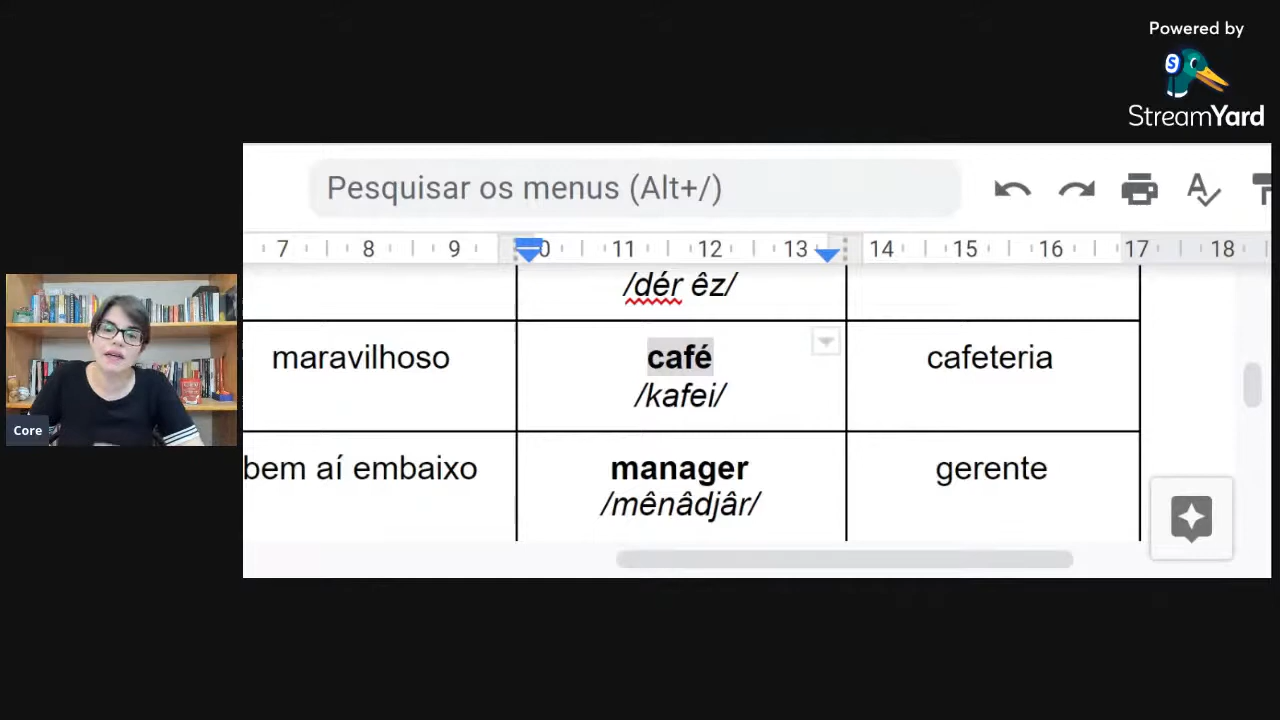 Powered by
StreamYard
Pesquisar os menus (Alt+/)
7 8 9 0 11 12 13 14 15 16 17 18
/dér êz/
maravilhoso café cafeteria
/kafei/
bem aí embaixo manager gerente
/mênâdjâr/
Core